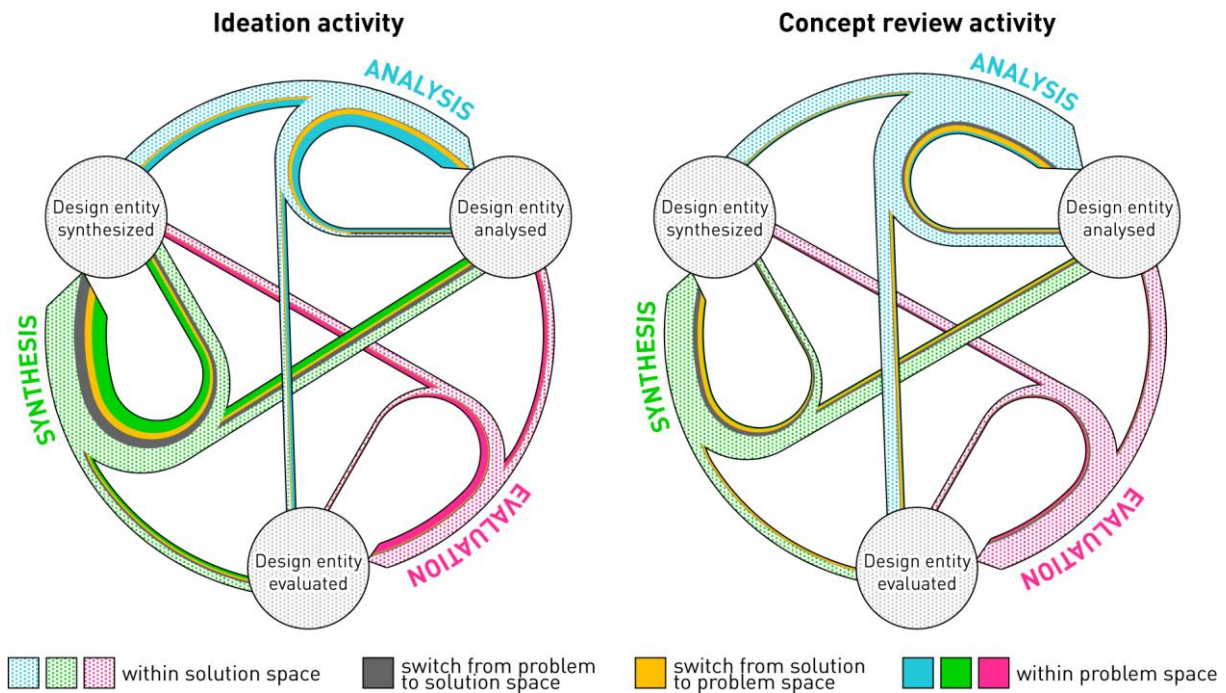 Ideation activity
ANALYSIS
Design entity
synthesized
Design entity
analysed
SYNTHESIS
EVALUATION
Design entity
evaluated
Concept review activity
ANALYSIS
Design entity
synthesized
Design entity
analysed
SYNTHESIS
EVALUATION
Design entity
evaluated
within solution space
switch from problem
to solution space
switch from solution
to problem space
within problem space